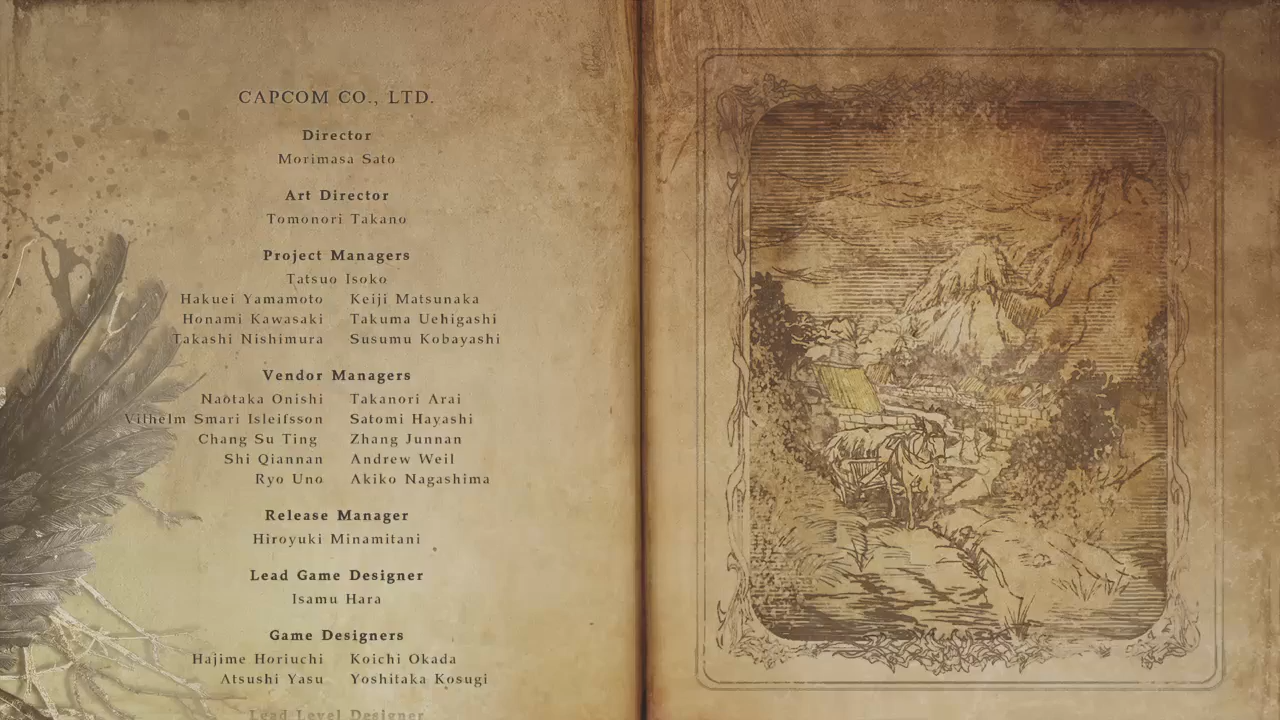 CAPCOM CO., LTD.
Director
Morimasa Sato
Art Director
Tomonori Takano
Project Managers
Tatsuo Isoko
Hakuei Yamamoto Keiji Matsunaka
Honami Kawasaki Takuma Uehigashi
Takashi Nishimura Susumu Kobayashi
Vendor Managers
Naotaka Onishi Takanori Arai
Vilhelm Smari Isleifsson Satomi Hayashi
Chang Su Ting Zhang Junnan
Shi Qiannan Andrew Weil
Ryo Uno Akiko Nagashima
Release Manager
Hiroyuki Minamitani
Lead Game Designer
Isamu Hara
Game Designers
Hajime Horiuchi Koichi Okada
Atsushi Yasu Yoshitaka Kosugi
Lead Level Designer